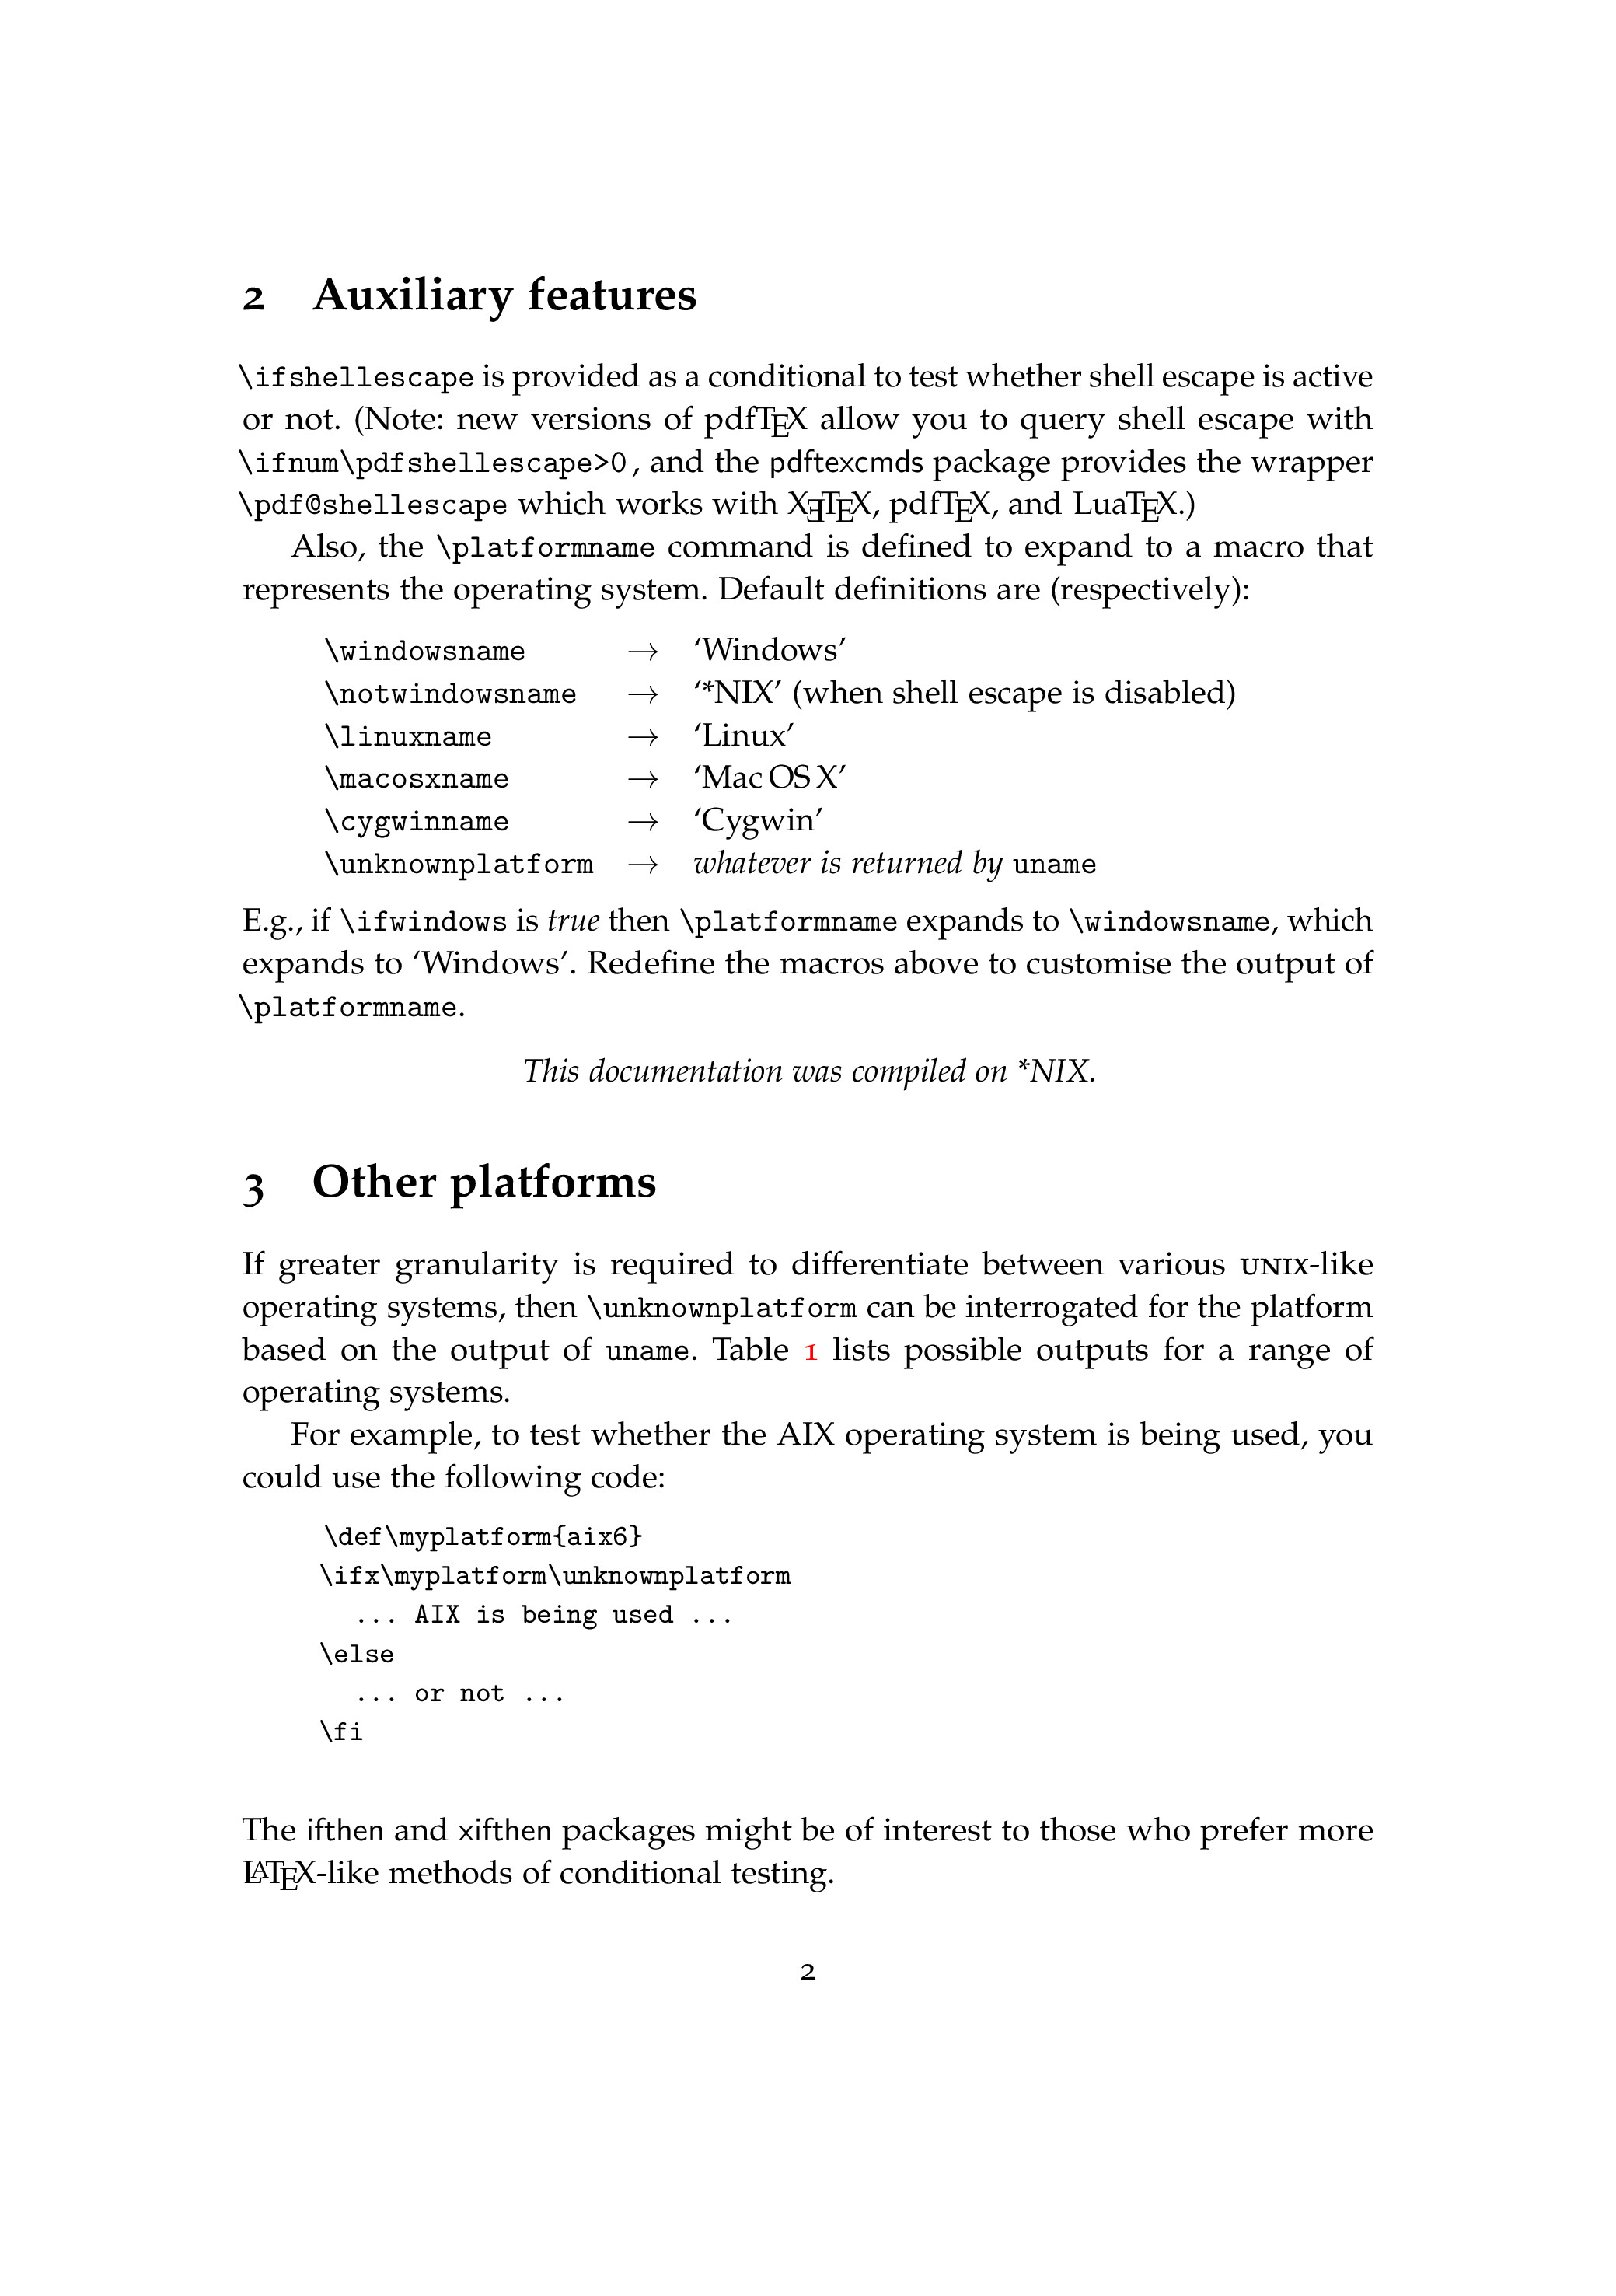 2 Auxiliary features
\ifshellescape is provided as a conditional to test whether shell escape is active
or not. (Note: new versions of pdfTEX allow you to query shell escape with
\ifnum\pdfshellescape>0, and the pdftexcmds package provides the wrapper
\pdf@shellescape which works with XƎTEX, pdfTEX, and LuaTEX.)
Also, the \platformname command is defined to expand to a macro that
represents the operating system. Default definitions are (respectively):
\windowsname → ‘Windows’
\notwindowsname → ‘*NIX’ (when shell escape is disabled)
\linuxname → ‘Linux’
\macosxname → ‘Mac OS X’
\cygwinname → ‘Cygwin’
\unknownplatform → whatever is returned by uname
E.g., if \ifwindows is true then \platformname expands to \windowsname, which
expands to ‘Windows’. Redefine the macros above to customise the output of
\platformname.
This documentation was compiled on *NIX.
3 Other platforms
If greater granularity is required to differentiate between various UNIX-like
operating systems, then \unknownplatform can be interrogated for the platform
based on the output of uname. Table 1 lists possible outputs for a range of
operating systems.
For example, to test whether the AIX operating system is being used, you
could use the following code:
\def\myplatform{aix6}
\ifx\myplatform\unknownplatform
... AIX is being used ...
\else
... or not ...
\fi
The ifthen and xifthen packages might be of interest to those who prefer more
LATEX-like methods of conditional testing.
2